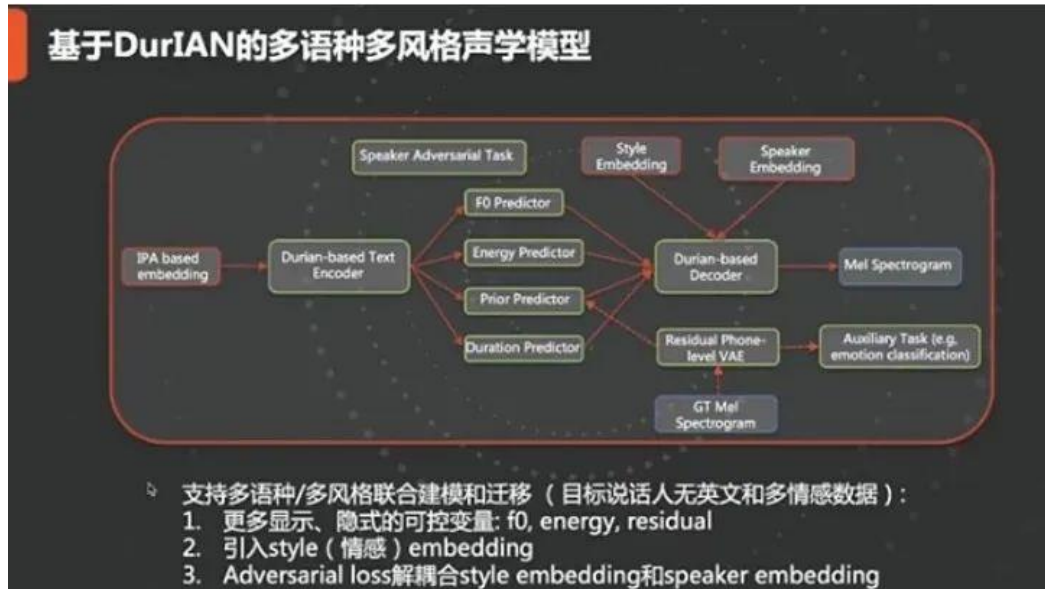 基于DurIAN的多语种多风格声学模型
Speaker Adversarial Task
Style
Embedding
Speaker
Embedding
F0 Predictor
IPA based
embedding
Durian-based Text
Encoder
Energy Predictor
Durian-based
Decoder
Mel Spectrogram
Prior Predictor
Duration Predictor
Residual Phone-
level VAE
Auxiliary Task (e.g.
emotion classification)
GT Mel
Spectrogram
支持多语种/多风格联合建模和迁移 （目标说话人无英文和多情感数据）:
1. 更多显示、隐式的可控变量: f0, energy, residual
2. 引入style（情感）embedding
3. Adversarial loss解耦合style embedding和speaker embedding